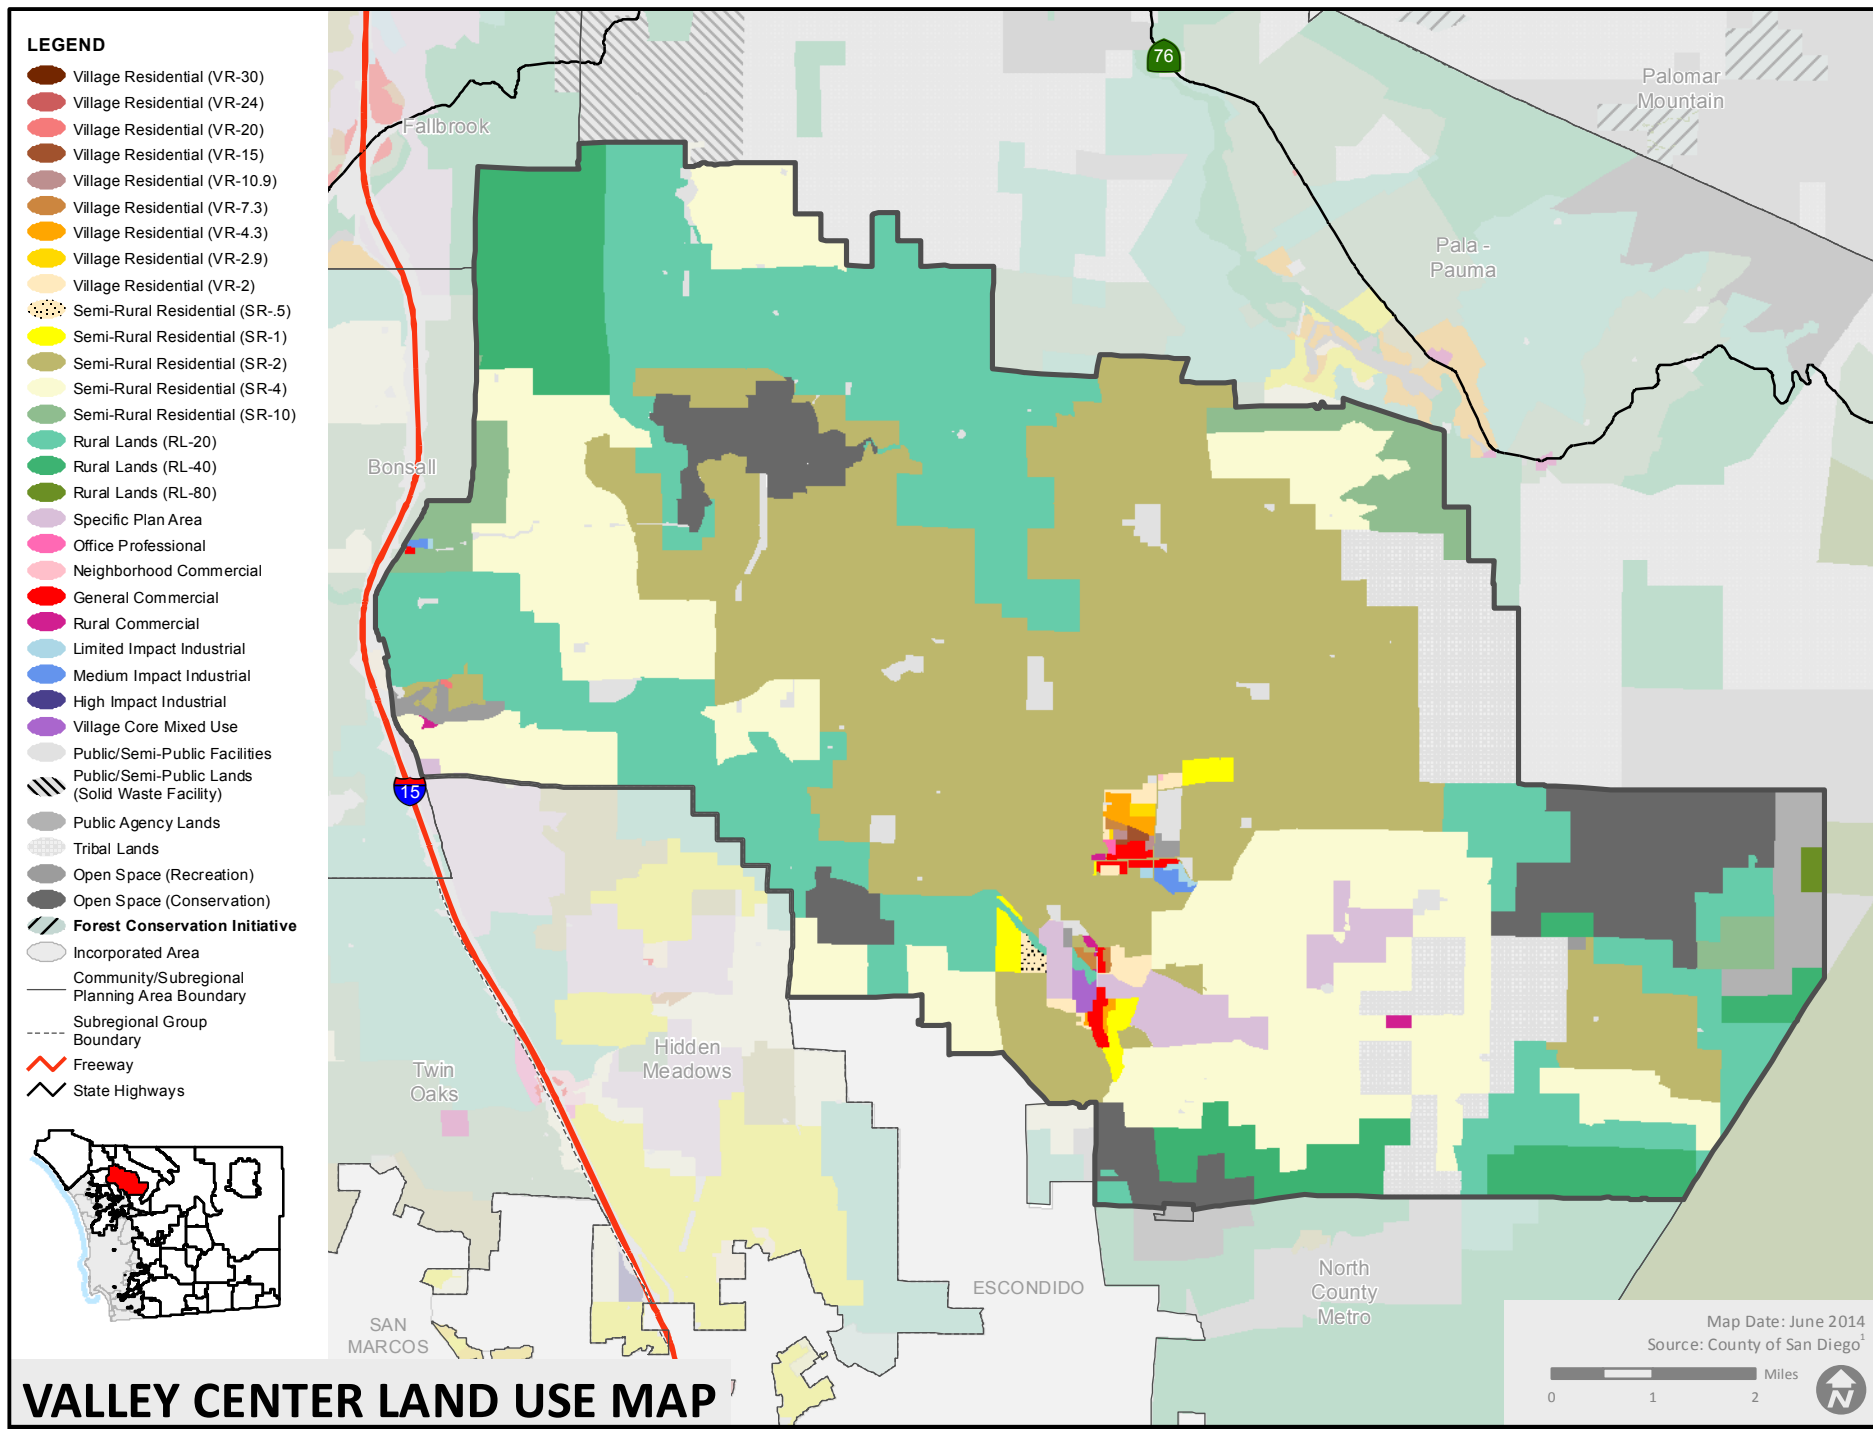 LEGEND
Village Residential (VR-30)
Village Residential (VR-24)
Village Residential (VR-20)
Village Residential (VR-15)
Village Residential (VR-10.9)
Village Residential (VR-7.3)
Village Residential (VR-4.3)
Village Residential (VR-2.9)
Village Residential (VR-2)
Semi-Rural Residential (SR-.5)
Semi-Rural Residential (SR-1)
Semi-Rural Residential (SR-2)
Semi-Rural Residential (SR-4)
Semi-Rural Residential (SR-10)
Rural Lands (RL-20)
Rural Lands (RL-40)
Rural Lands (RL-80)
Specific Plan Area
Office Professional
Neighborhood Commercial
General Commercial
Rural Commercial
Limited Impact Industrial
Medium Impact Industrial
High Impact Industrial
Village Core Mixed Use
Public/Semi-Public Facilities
Public/Semi-Public Lands
(Solid Waste Facility)
Public Agency Lands
Tribal Lands
Open Space (Recreation)
Open Space (Conservation)
Forest Conservation Initiative
Incorporated Area
Community/Subregional
Planning Area Boundary
Subregional Group
Boundary
Freeway
State Highways
76
Palomar
Mountain
Fallbrook
Pala -
Pauma
Bonsall
15
Hidden
Meadows
Twin
Oaks
ESCONDIDO
North
County
Metro
SAN
MARCOS
Map Date: June 2014
Source: County of San Diego1
Miles
0 1 2
N
VALLEY CENTER LAND USE MAP